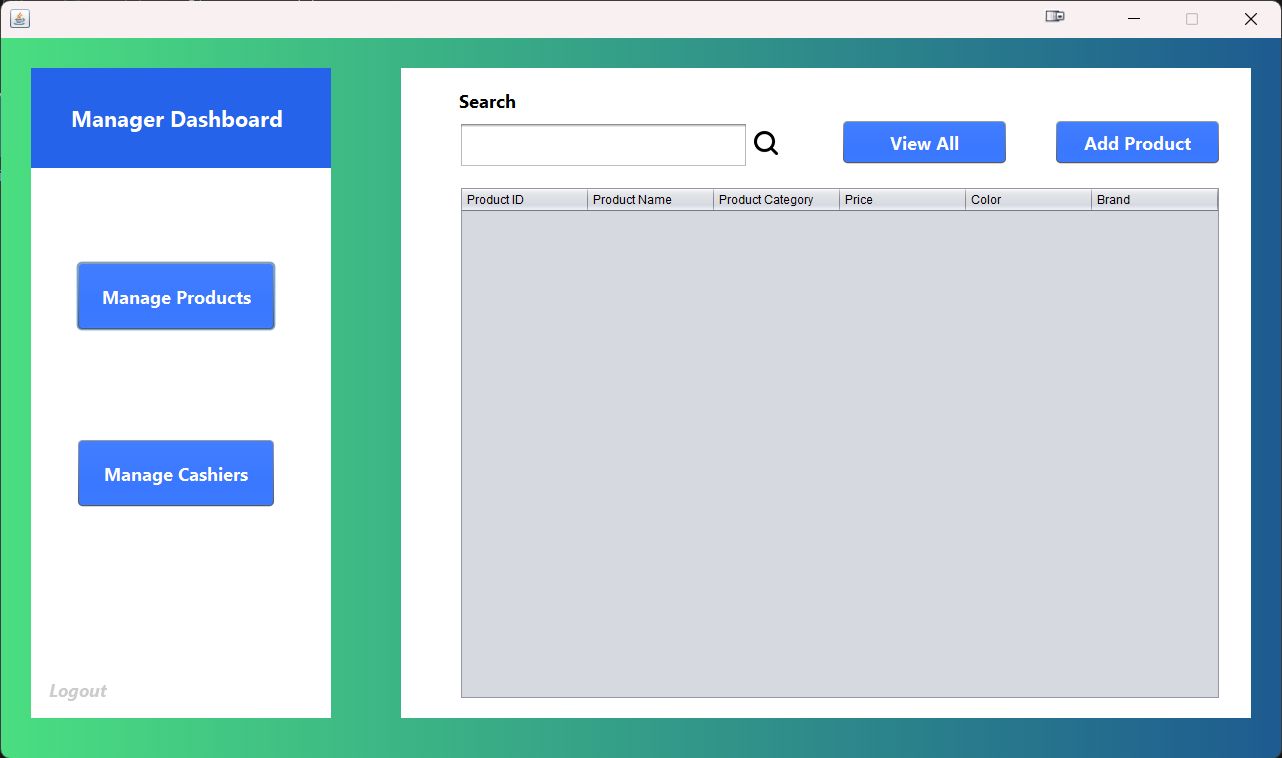 Manager Dashboard
Manage Products
Manage Cashiers
Logout
Search
View All
Add Product
Product ID Product Name Product Category Price Color Brand